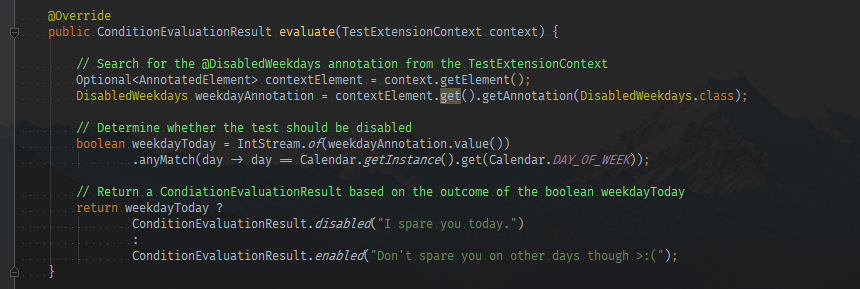 @Override
public ConditionEvaluationResult evaluate(TestExtensionContext context) {
// Search for the @DisabledWeekdays annotation from the TestExtensionContext
Optional<AnnotatedElement> contextElement = context.getElement();
DisabledWeekdays weekdayAnnotation = contextElement.get().getAnnotation(DisabledWeekdays.class);
// Determine whether the test should be disabled
boolean weekdayToday = IntStream.of(weekdayAnnotation.value())
.anyMatch(day -> day == Calendar.getInstance().get(Calendar.DAY_OF_WEEK));
// Return a CondiationEvaluationResult based on the outcome of the boolean weekdayToday
return weekdayToday ?
ConditionEvaluationResult.disabled("I spare you today.")
:
ConditionEvaluationResult.enabled("Don't spare you on other days though >:(");
}